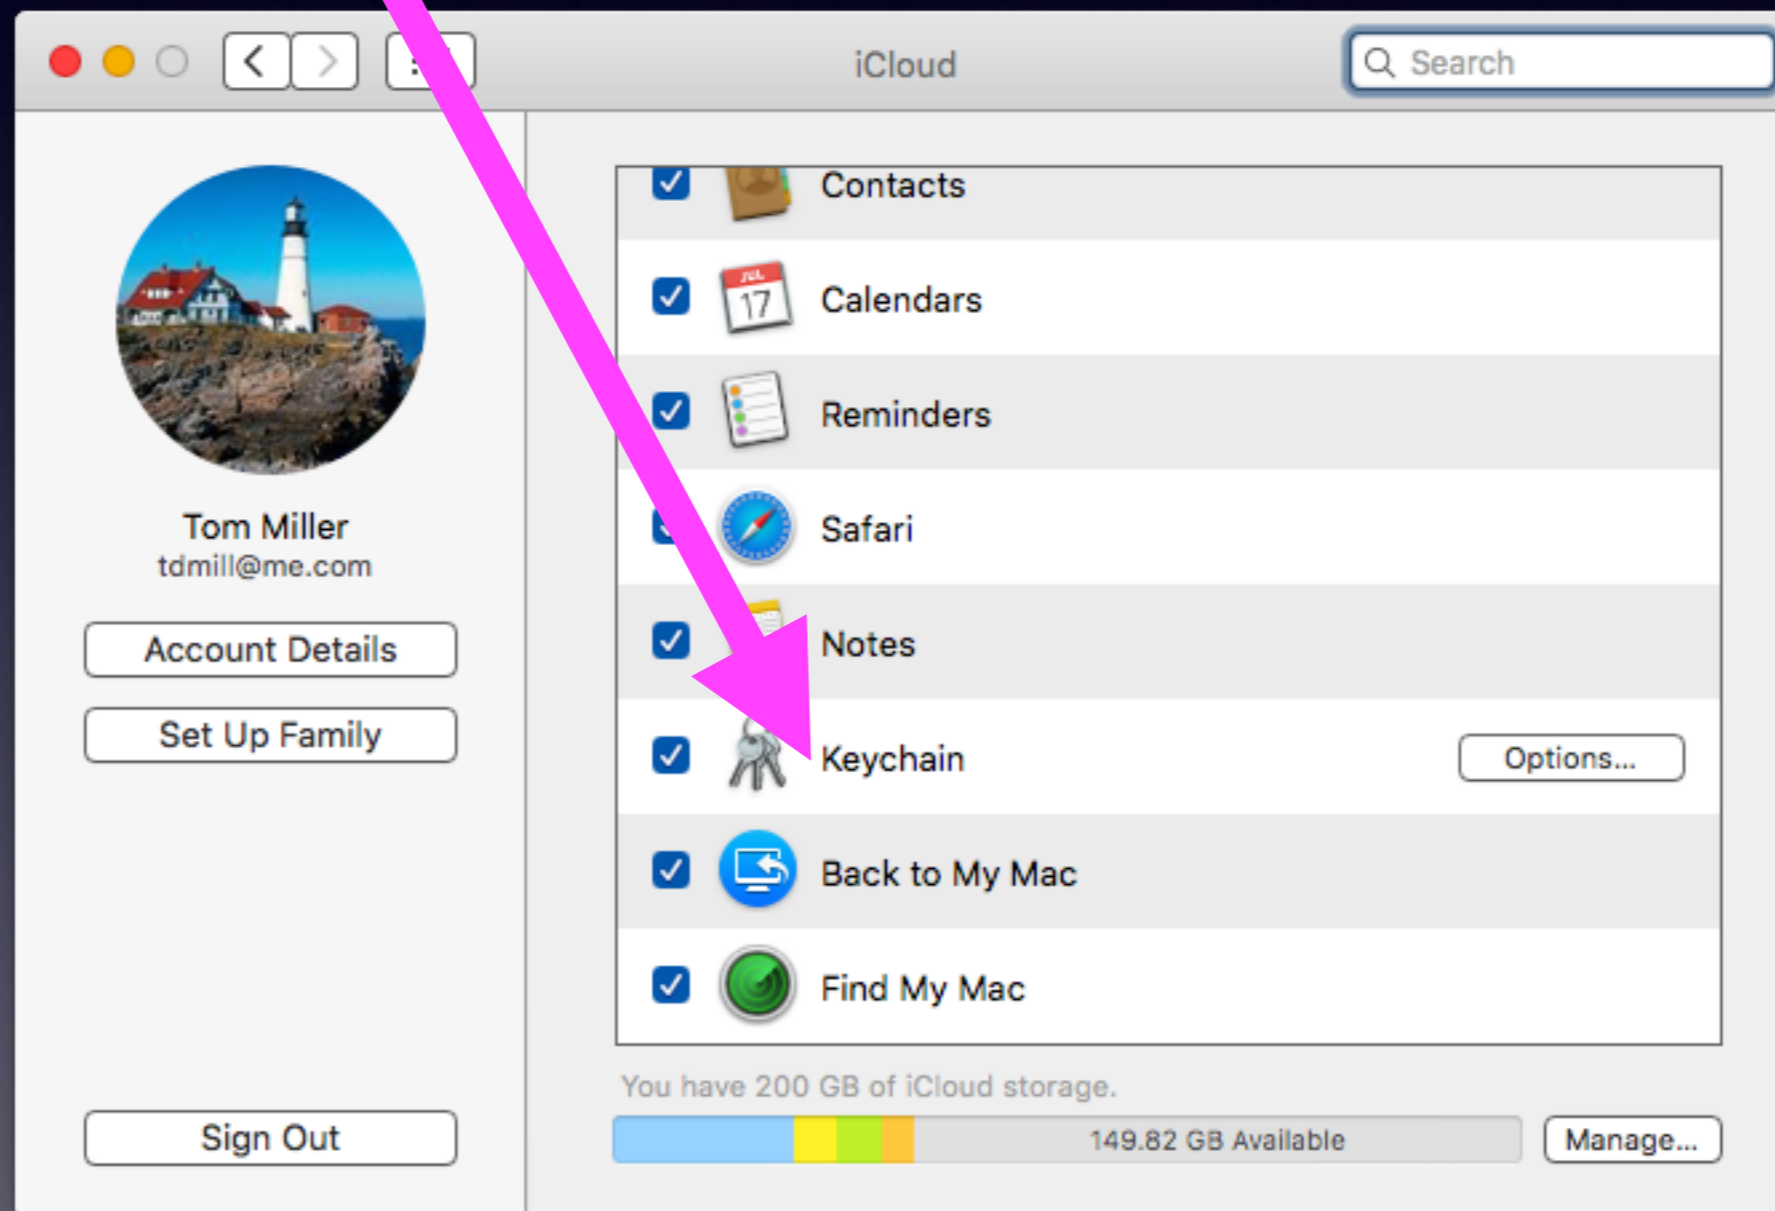 iCloud
Search
Contacts
JUL
17
Calendars
Reminders
Safari
Notes
Keychain
Options...
Back to My Mac
Find My Mac
Tom Miller
tdmill@me.com
Account Details
Set Up Family
Sign Out
You have 200 GB of iCloud storage.
149.82 GB Available
Manage...